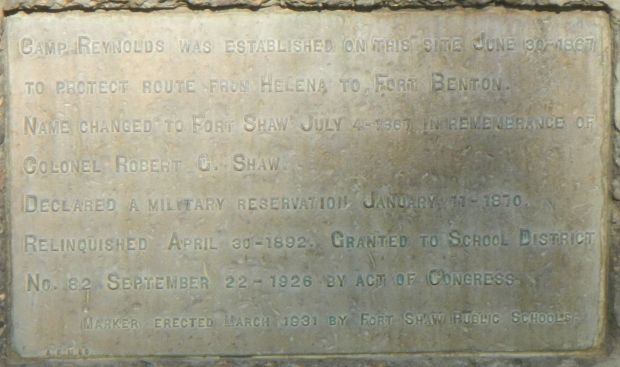 Camp Reynolds was established on this site June 30-1867
to protect route from Helena to Fort Benton.
Name changed to Fort Shaw July 4-1867 in remembrance of
Colonel Robert G. Shaw.
Declared a military reservation January 11-1870.
Relinquished April 30-1892. Granted to School District
No. 82 September 22-1926 by act of Congress
Marker erected March 1931 by Fort Shaw Public Schools.